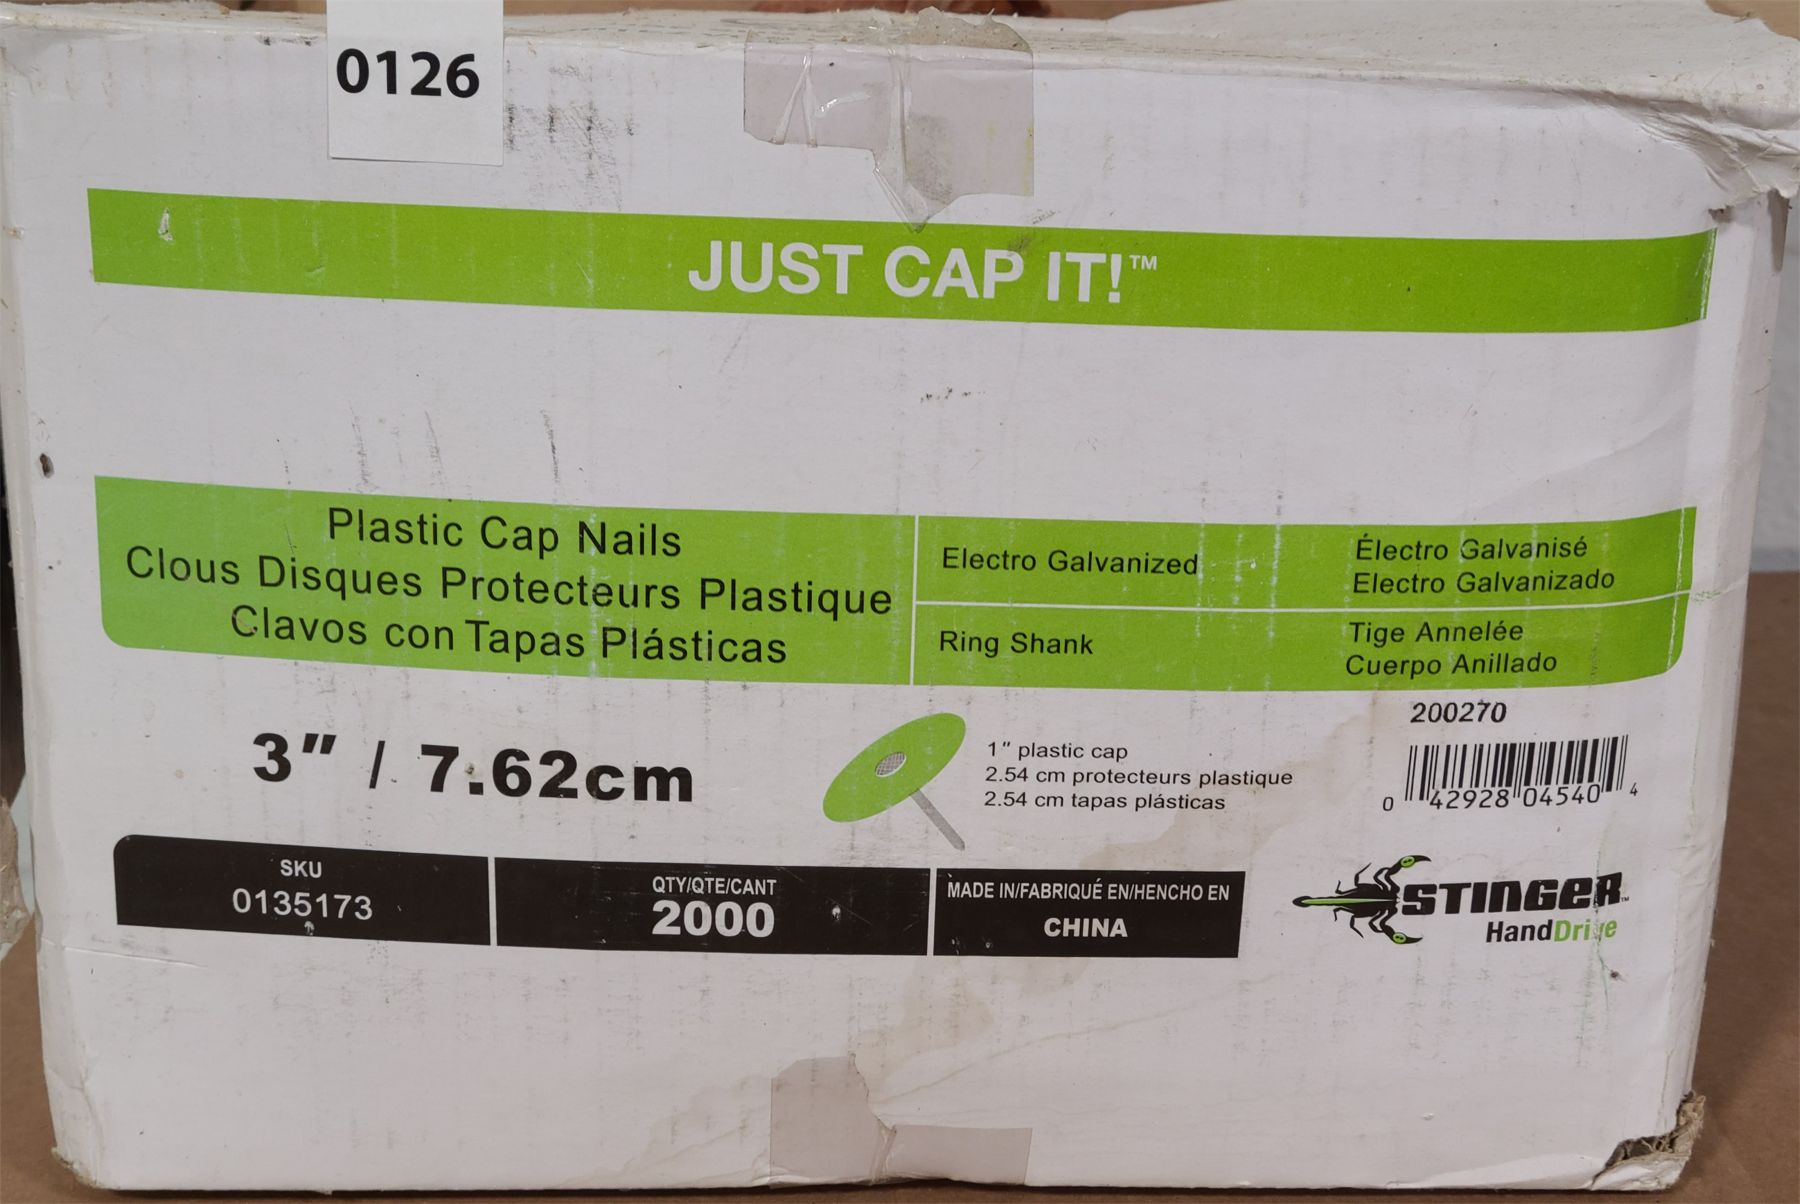 0126
JUST CAP IT!™
Plastic Cap Nails
Clous Disques Protecteurs Plastique
Clavos con Tapas Plásticas
Electro Galvanized
Électro Galvanisé
Electro Galvanizado
Ring Shank
Tige Annelée
Cuerpo Anillado
3" / 7.62cm
1" plastic cap
2.54 cm protecteurs plastique
2.54 cm tapas plásticas
200270
0 42928 04540 4
SKU
0135173
QTY/QTE/CANT
2000
MADE IN/FABRIQUÉ EN/HENCHO EN
CHINA
STINGER™
HandDrive